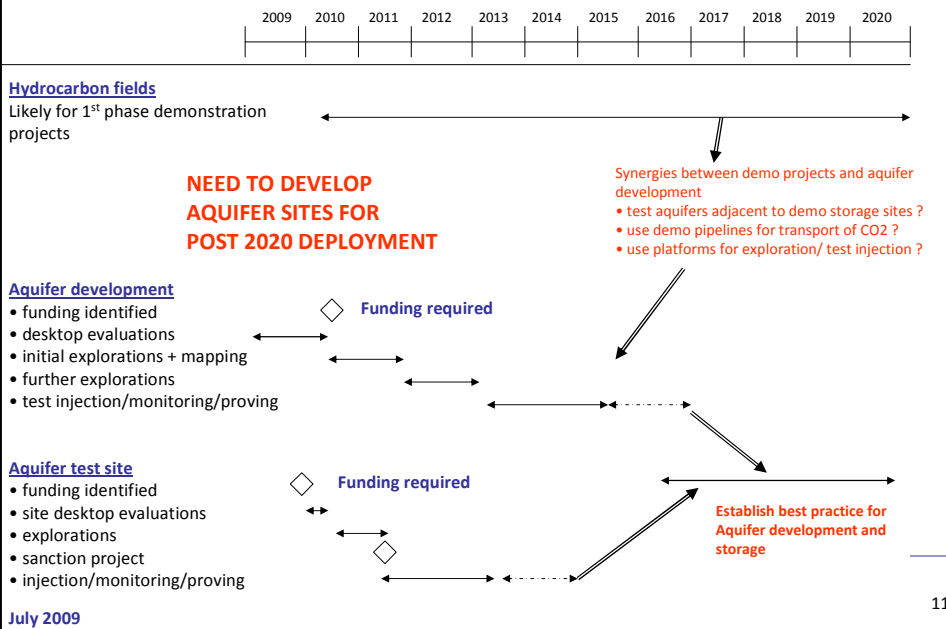 2009 2010 2011 2012 2013 2014 2015 2016 2017 2018 2019 2020
Hydrocarbon fields
Likely for 1st phase demonstration
projects
NEED TO DEVELOP
AQUIFER SITES FOR
POST 2020 DEPLOYMENT
Synergies between demo projects and aquifer
development
• test aquifers adjacent to demo storage sites ?
• use demo pipelines for transport of CO2 ?
• use platforms for exploration/ test injection ?
Aquifer development
• funding identified
Funding required
• desktop evaluations
• initial explorations + mapping
• further explorations
• test injection/monitoring/proving
Aquifer test site
• funding identified
Funding required
• site desktop evaluations
• explorations
• sanction project
• injection/monitoring/proving
Establish best practice for
Aquifer development and
storage
11
July 2009